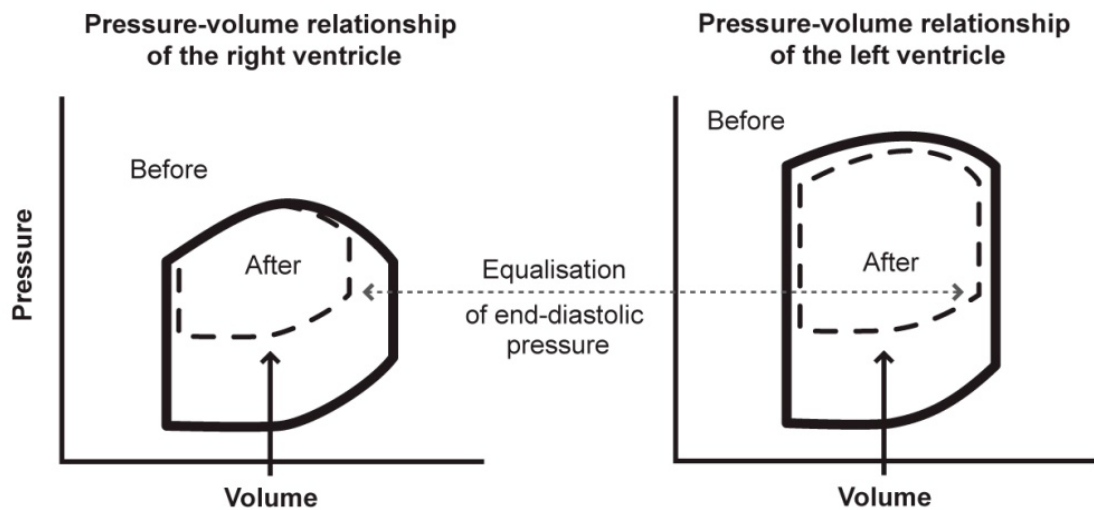 Pressure-volume relationship
of the right ventricle
Pressure-volume relationship
of the left ventricle
Before
Before
After
After
Equalisation
of end-diastolic
pressure
Pressure
Volume
Volume